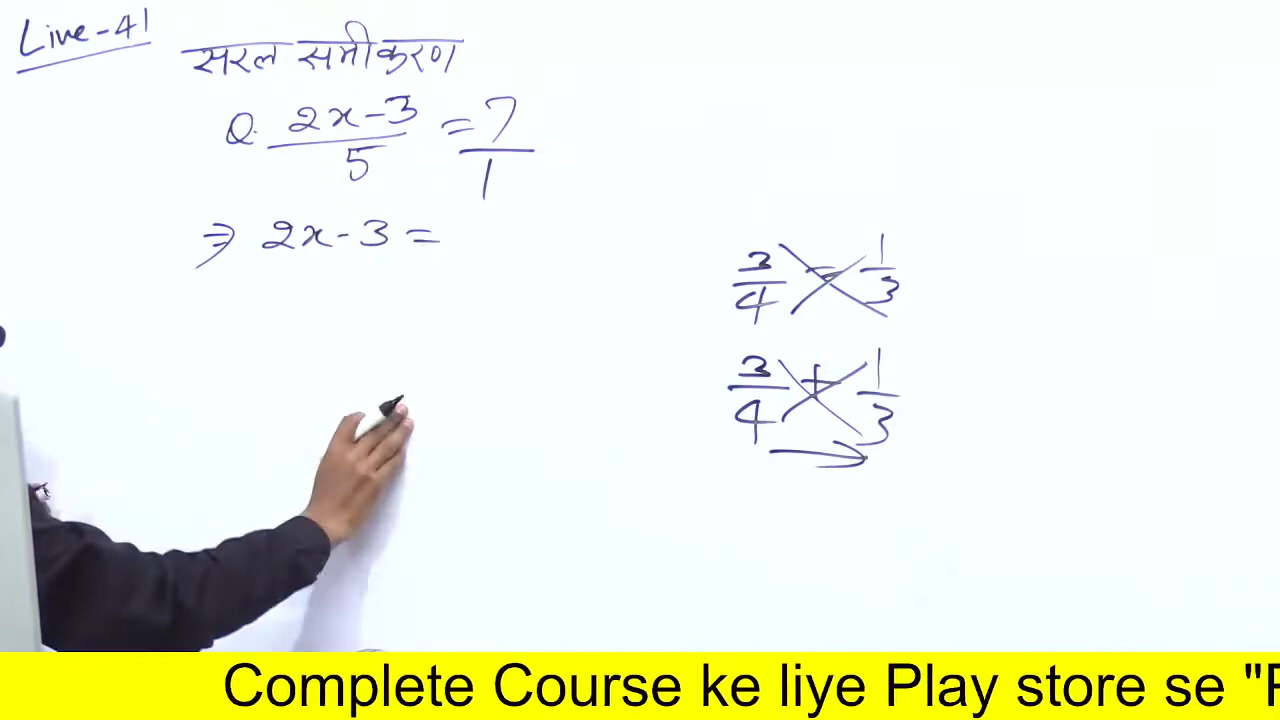 Live-41
सरल समीकरण
Q. 2x-3/5 = 7/1
⇒ 2x-3 =
3/4 = 1/3
3/4 + 1/3
Complete Course ke liye Play store se "